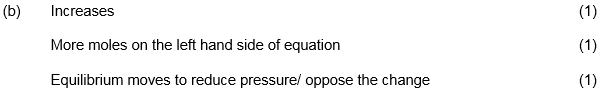 (b) Increases (1)
More moles on the left hand side of equation (1)
Equilibrium moves to reduce pressure/ oppose the change (1)